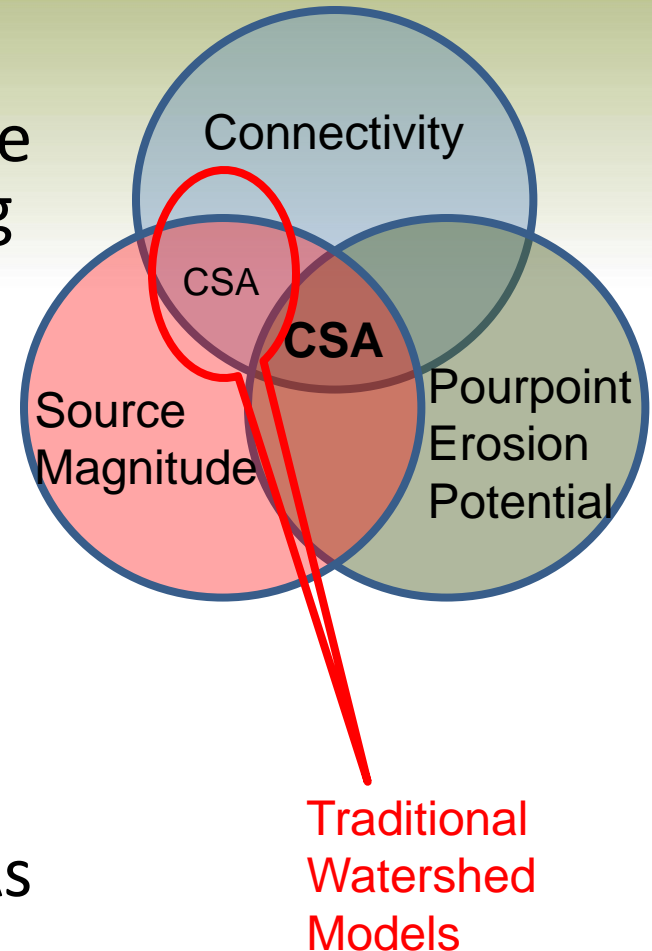 e
g
Connectivity
CSA
CSA
Source
Magnitude
Pourpoint
Erosion
Potential
s
Traditional
Watershed
Models